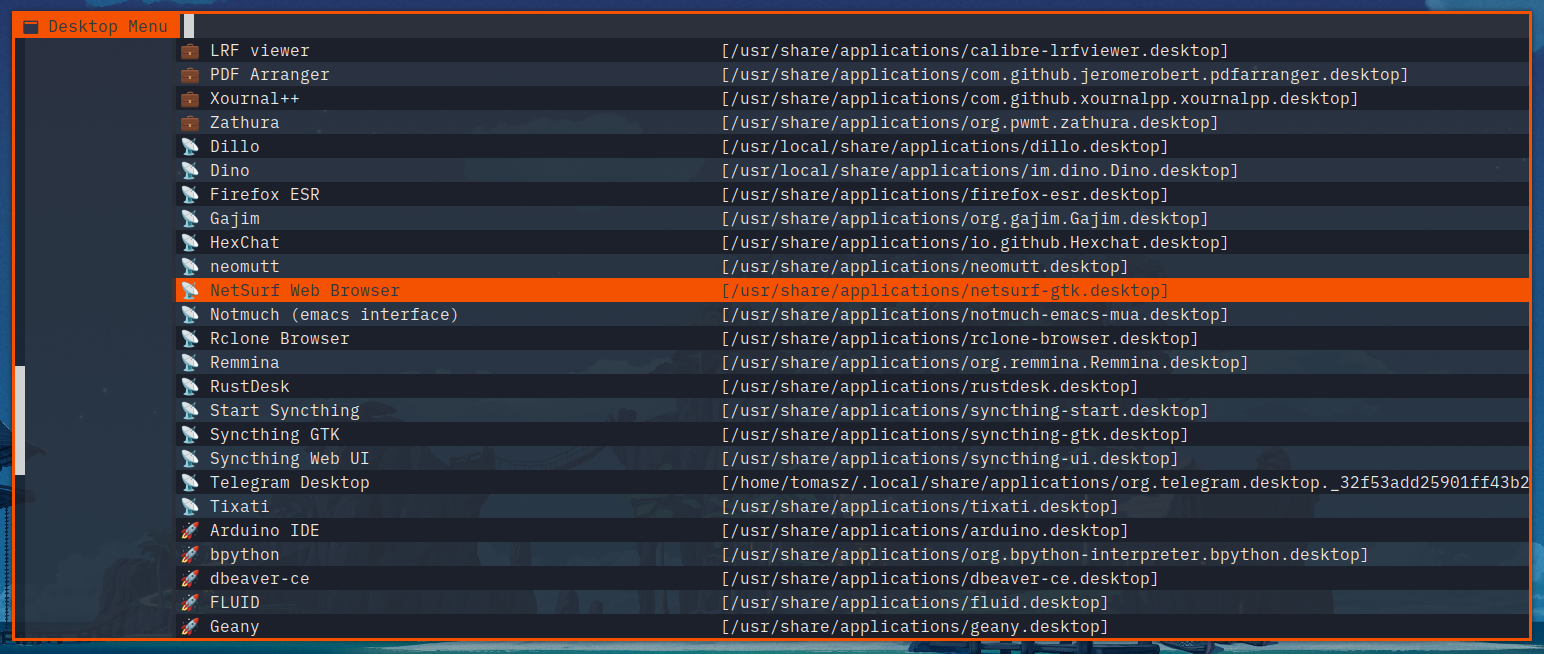 Desktop Menu
LRF viewer [/usr/share/applications/calibre-lrfviewer.desktop]
PDF Arranger [/usr/share/applications/com.github.jeromerobert.pdfarranger.desktop]
Xournal++ [/usr/share/applications/com.github.xournalpp.xournalpp.desktop]
Zathura [/usr/share/applications/org.pwmt.zathura.desktop]
Dillo [/usr/local/share/applications/dillo.desktop]
Dino [/usr/local/share/applications/im.dino.Dino.desktop]
Firefox ESR [/usr/share/applications/firefox-esr.desktop]
Gajim [/usr/share/applications/org.gajim.Gajim.desktop]
HexChat [/usr/share/applications/io.github.Hexchat.desktop]
neomutt [/usr/share/applications/neomutt.desktop]
NetSurf Web Browser [/usr/share/applications/netsurf-gtk.desktop]
Notmuch (emacs interface) [/usr/share/applications/notmuch-emacs-mua.desktop]
Rclone Browser [/usr/share/applications/rclone-browser.desktop]
Remmina [/usr/share/applications/org.remmina.Remmina.desktop]
RustDesk [/usr/share/applications/rustdesk.desktop]
Start Syncthing [/usr/share/applications/syncthing-start.desktop]
Syncthing GTK [/usr/share/applications/syncthing-gtk.desktop]
Syncthing Web UI [/usr/share/applications/syncthing-ui.desktop]
Telegram Desktop [/home/tomasz/.local/share/applications/org.telegram.desktop._32f53add25901ff43b2
Tixati [/usr/share/applications/tixati.desktop]
Arduino IDE [/usr/share/applications/arduino.desktop]
bpython [/usr/share/applications/org.bpython-interpreter.bpython.desktop]
dbeaver-ce [/usr/share/applications/dbeaver-ce.desktop]
FLUID [/usr/share/applications/fluid.desktop]
Geany [/usr/share/applications/geany.desktop]